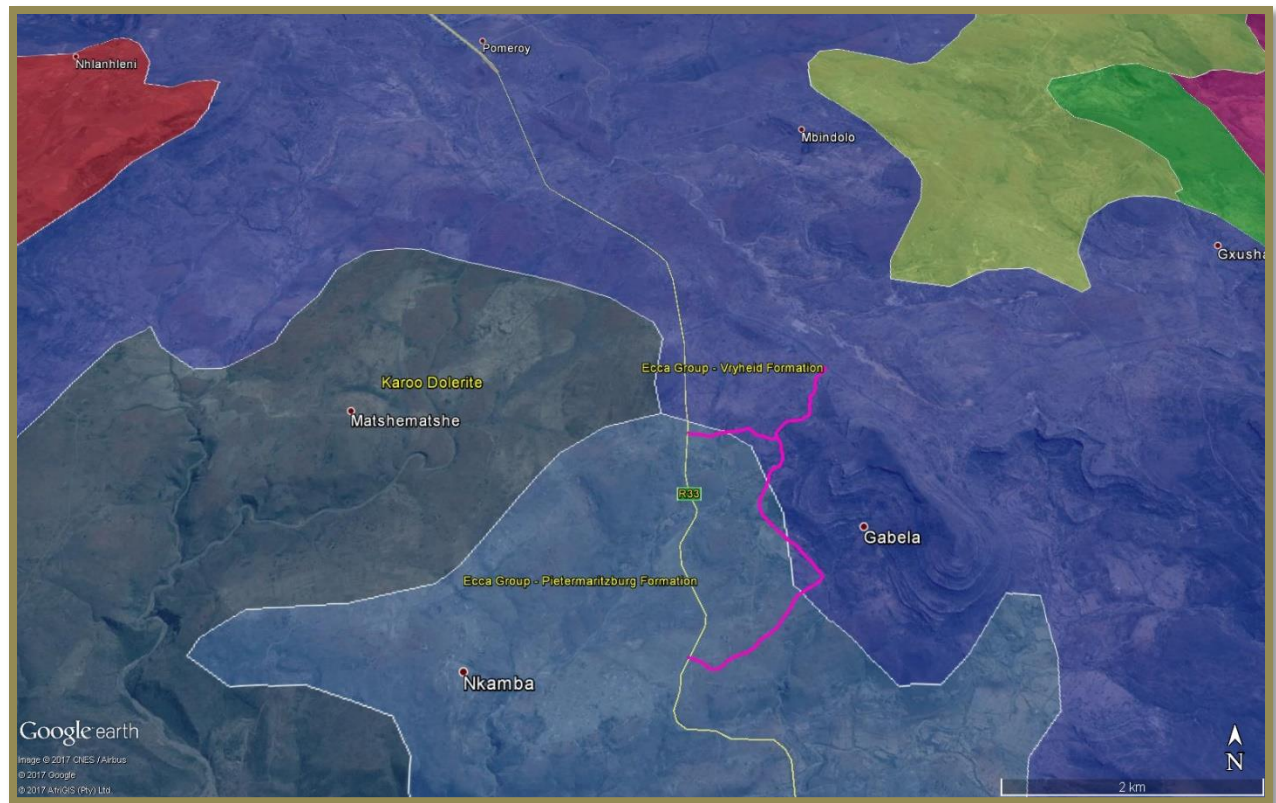 Pomeroy
Nhlanhleni
Mbindolo
Gxusha
Ecca Group - Vryheid Formation
Karoo Dolerite
Matshematshe
R33
Gabela
Ecca Group - Pietermaritzburg Formation
Nkamba
Google earth
Image © 2017 CNES / Airbus
© 2017 Google
© 2017 AfriGIS (Pty) Ltd.
N
2 km